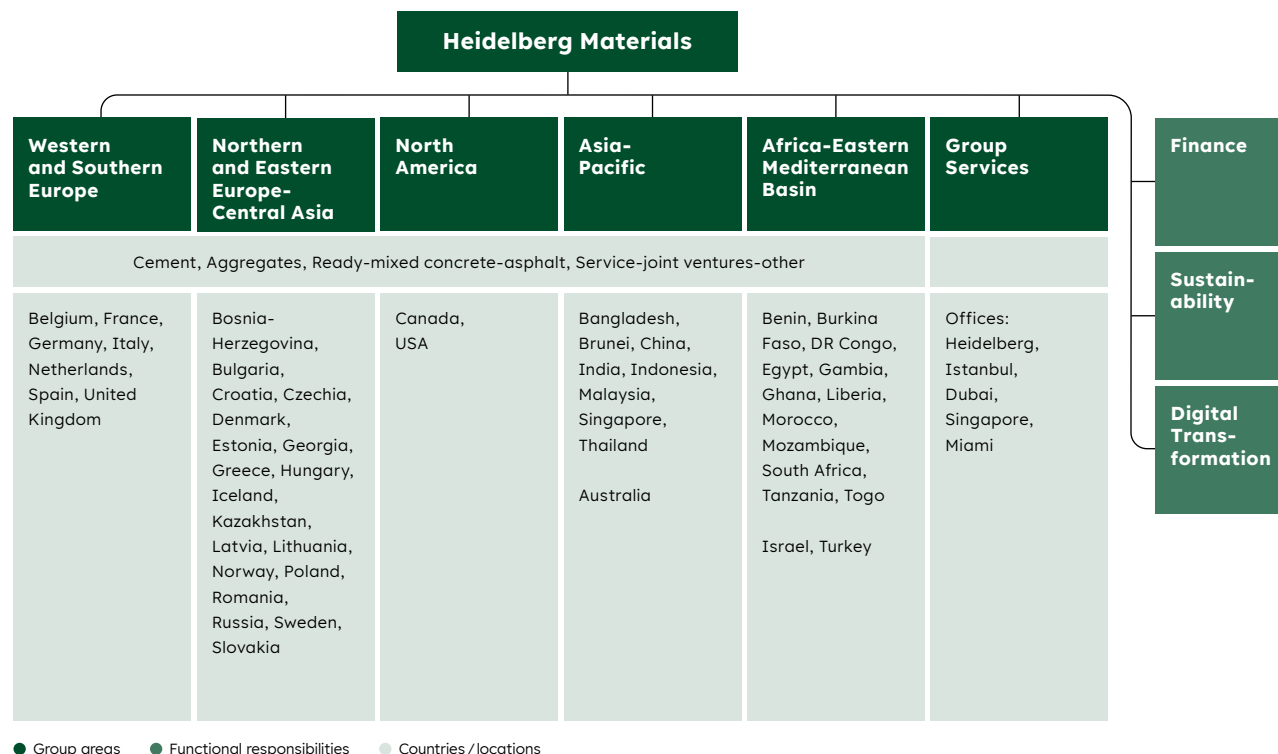 Heidelberg Materials
Western
and Southern
Europe
Northern
and Eastern
Europe-
Central Asia
North
America
Asia-
Pacific
Africa-Eastern
Mediterranean
Basin
Group
Services
Finance
Sustain-
ability
Digital
Trans-
formation
Cement, Aggregates, Ready-mixed concrete-asphalt, Service-joint ventures-other
Belgium, France,
Germany, Italy,
Netherlands,
Spain, United
Kingdom
Bosnia-
Herzegovina,
Bulgaria,
Croatia, Czechia,
Denmark,
Estonia, Georgia,
Greece, Hungary,
Iceland,
Kazakhstan,
Latvia, Lithuania,
Norway, Poland,
Romania,
Russia, Sweden,
Slovakia
Canada,
USA
Bangladesh,
Brunei, China,
India, Indonesia,
Malaysia,
Singapore,
Thailand
Australia
Benin, Burkina
Faso, DR Congo,
Egypt, Gambia,
Ghana, Liberia,
Morocco,
Mozambique,
South Africa,
Tanzania, Togo
Israel, Turkey
Offices:
Heidelberg,
Istanbul,
Dubai,
Singapore,
Miami
Group areas
Functional responsibilities
Countries / locations